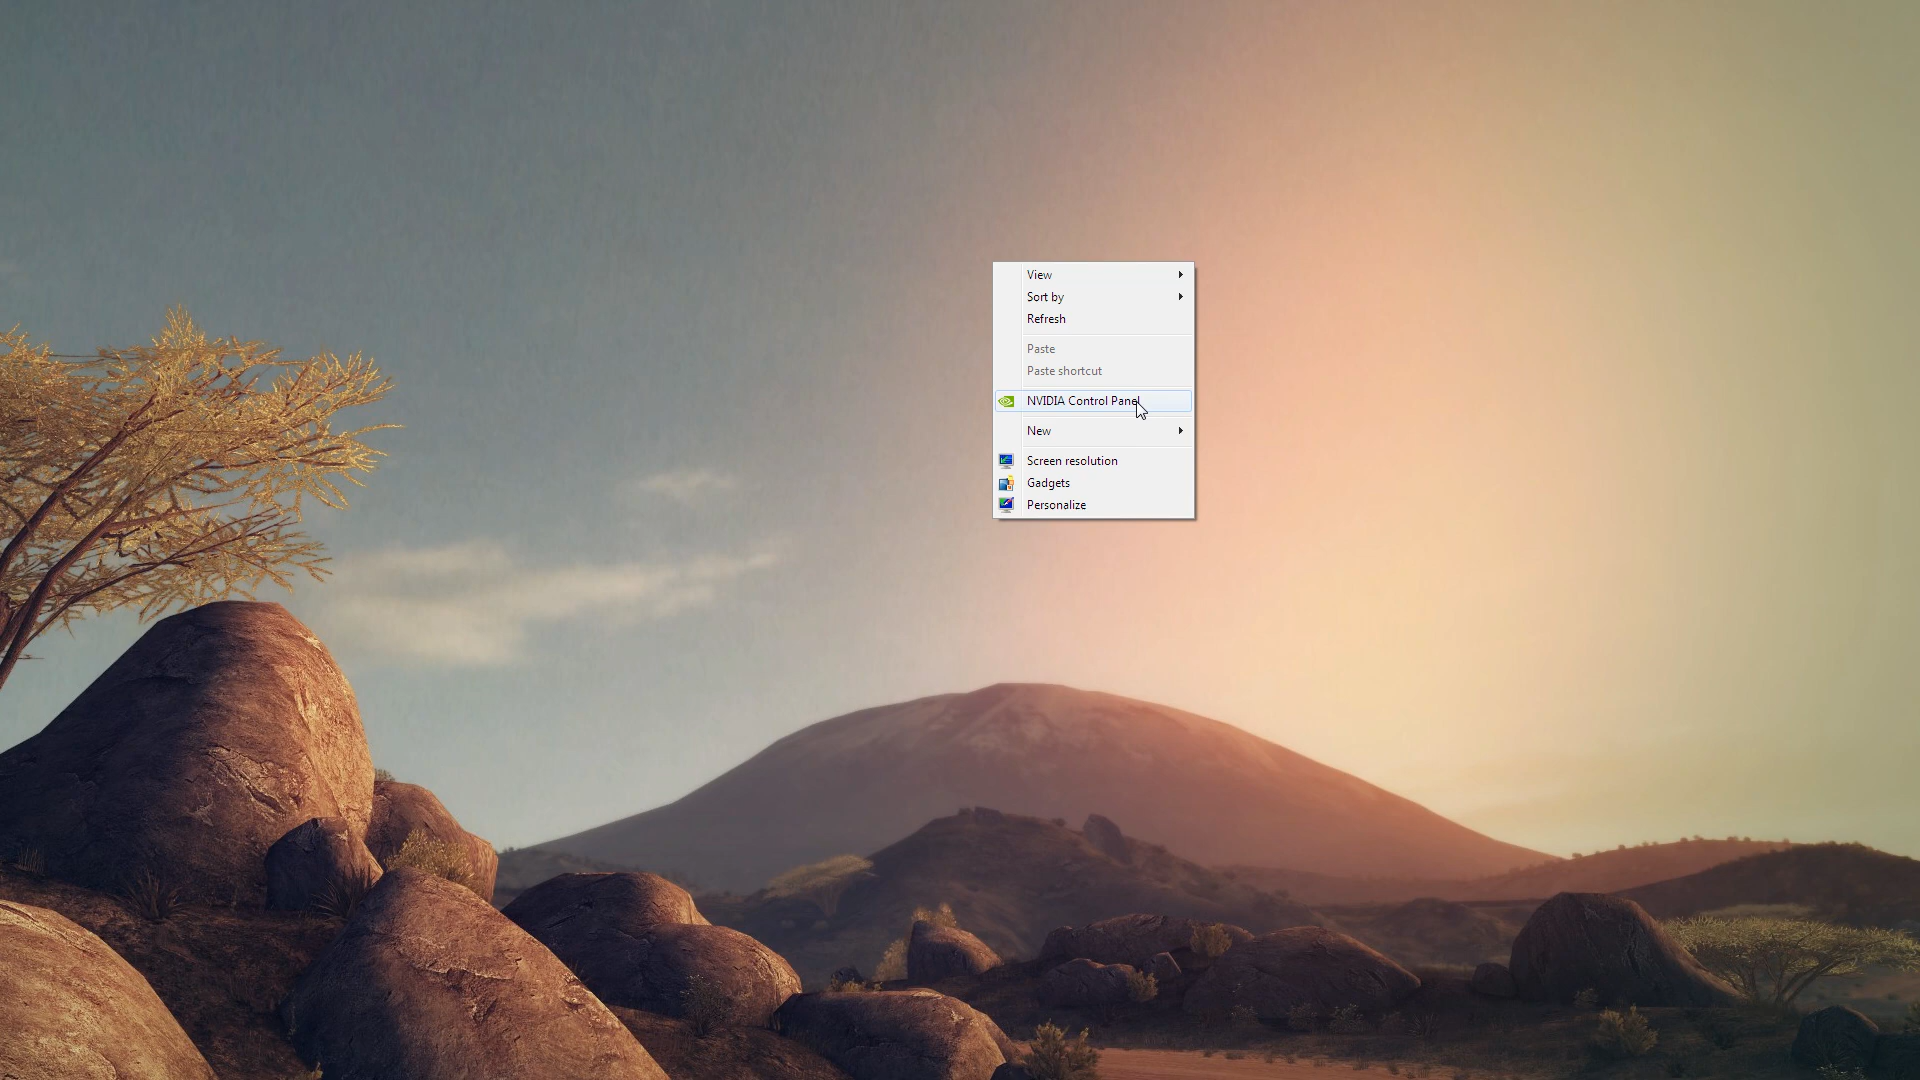 View
Sort by
Refresh
Paste
Paste shortcut
NVIDIA Control Panel
New
Screen resolution
Gadgets
Personalize